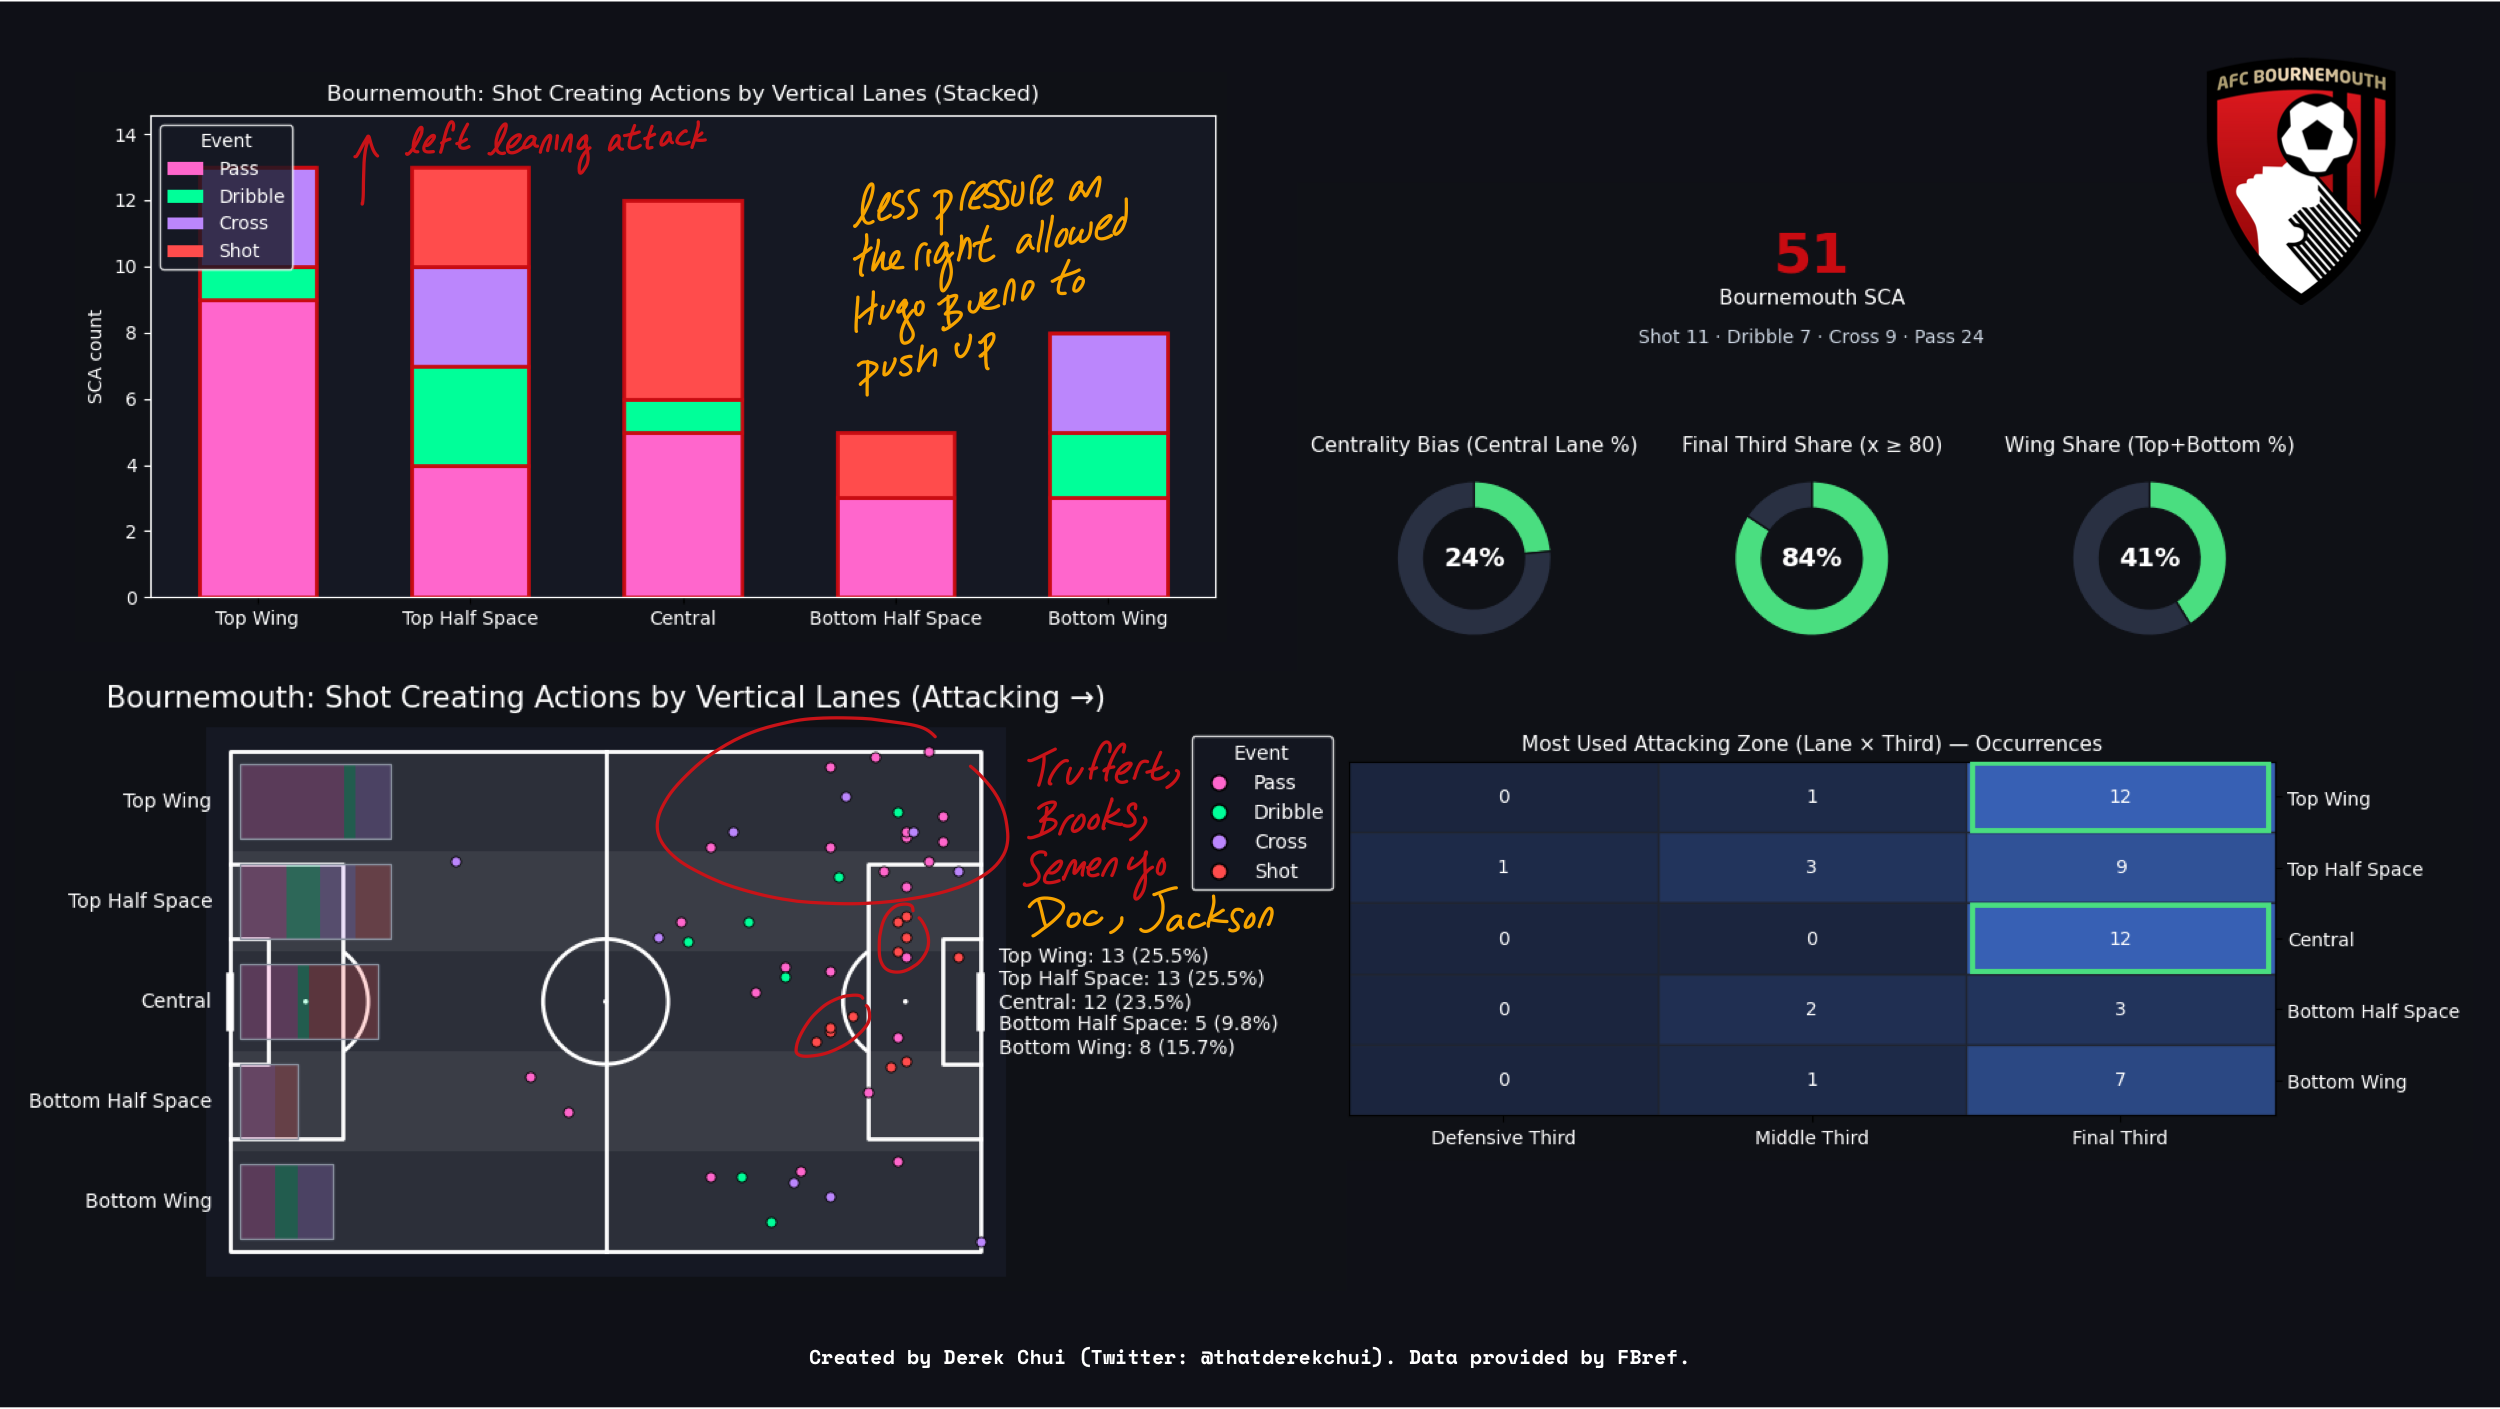 AFC BOURNEMOUTH
Bournemouth: Shot Creating Actions by Vertical Lanes (Stacked)
SCA count
14
12
10
8
6
4
2
0
Event
Pass
Dribble
Cross
Shot
left leaning attack
less pressure on
the right allowed
Hugo Bueno to
push up
Top Wing
Top Half Space
Central
Bottom Half Space
Bottom Wing
51
Bournemouth SCA
Shot 11 · Dribble 7 · Cross 9 · Pass 24
Centrality Bias (Central Lane %)
24%
Final Third Share (x ≥ 80)
84%
Wing Share (Top+Bottom %)
41%
Bournemouth: Shot Creating Actions by Vertical Lanes (Attacking →)
Top Wing
Top Half Space
Central
Bottom Half Space
Bottom Wing
Truffert,
Brooks,
Semenyo
Doc, Jackson
Event
Pass
Dribble
Cross
Shot
Top Wing: 13 (25.5%)
Top Half Space: 13 (25.5%)
Central: 12 (23.5%)
Bottom Half Space: 5 (9.8%)
Bottom Wing: 8 (15.7%)
Most Used Attacking Zone (Lane × Third) — Occurrences
0 1 12 Top Wing
1 3 9 Top Half Space
0 0 12 Central
0 2 3 Bottom Half Space
0 1 7 Bottom Wing
Defensive Third Middle Third Final Third
Created by Derek Chui (Twitter: @thatderekchui). Data provided by FBref.